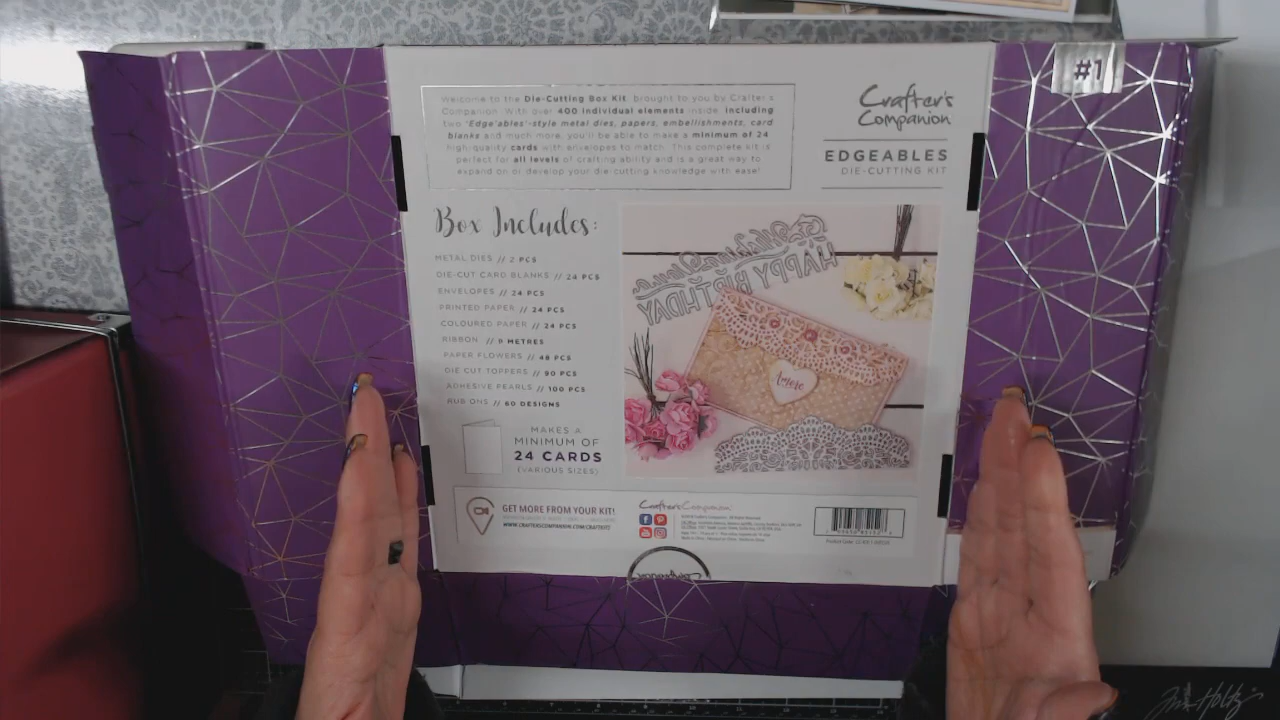 #1
Welcome to the Die-Cutting Box Kit, brought to you by Crafter's
Companion! With over 400 individual elements inside, including
two 'Edge'ables'-style metal dies, papers, embellishments, card
blanks and much more, you'll be able to make a minimum of 24
high-quality cards with envelopes to match. This complete kit is
perfect for all levels of crafting ability and is a great way to
expand on or develop your die-cutting knowledge with ease!
Crafter's
Companion
EDGEABLES
DIE-CUTTING KIT
Box Includes:
METAL DIES // 2 PCS
DIE-CUT CARD BLANKS // 24 PCS
ENVELOPES // 24 PCS
PRINTED PAPER // 24 PCS
COLOURED PAPER // 24 PCS
RIBBON // 9 METRES
PAPER FLOWERS // 48 PCS
DIE CUT TOPPERS // 90 PCS
ADHESIVE PEARLS // 100 PCS
RUB ONS // 60 DESIGNS
MAKES A
MINIMUM OF
24 CARDS
(VARIOUS SIZES)
HAPPY BIRTHDAY
Amore
GET MORE FROM YOUR KIT!
Crafter's Companion
Tim Holtz